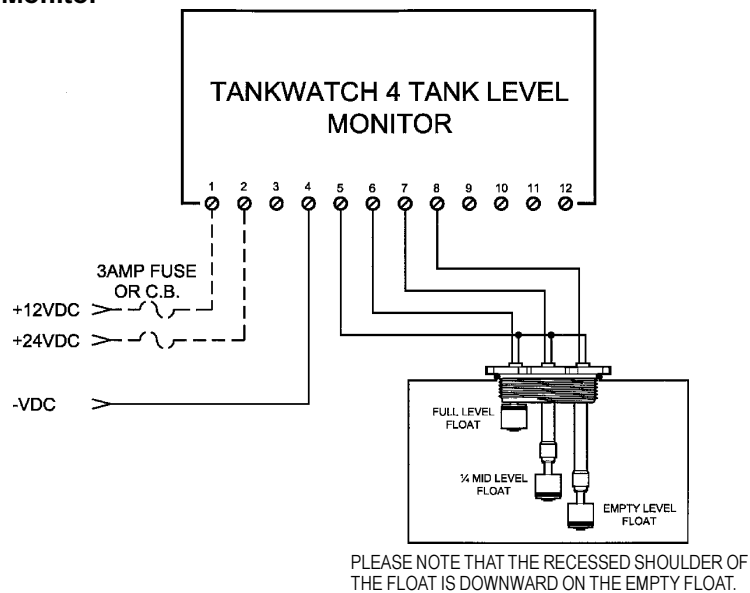 Monitor
TANKWATCH 4 TANK LEVEL
MONITOR
1 2 3 4 5 6 7 8 9 10 11 12
3AMP FUSE
OR C.B.
+12VDC
+24VDC
-VDC
FULL LEVEL
FLOAT
¼ MID LEVEL
FLOAT
EMPTY LEVEL
FLOAT
PLEASE NOTE THAT THE RECESSED SHOULDER OF
THE FLOAT IS DOWNWARD ON THE EMPTY FLOAT.